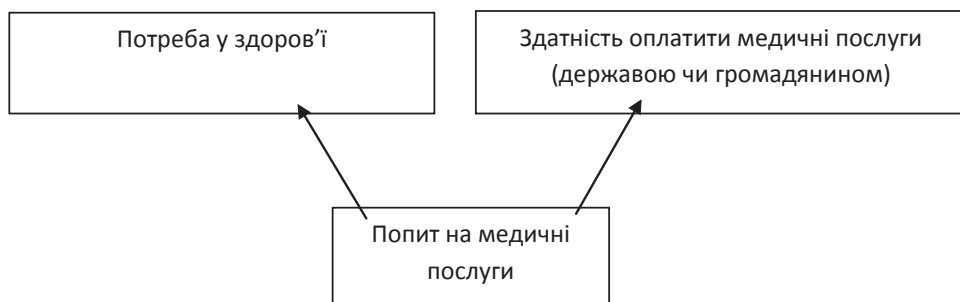 Потреба у здоров’ї
Здатність оплатити медичні послуги
(державою чи громадянином)
Попит на медичні
послуги